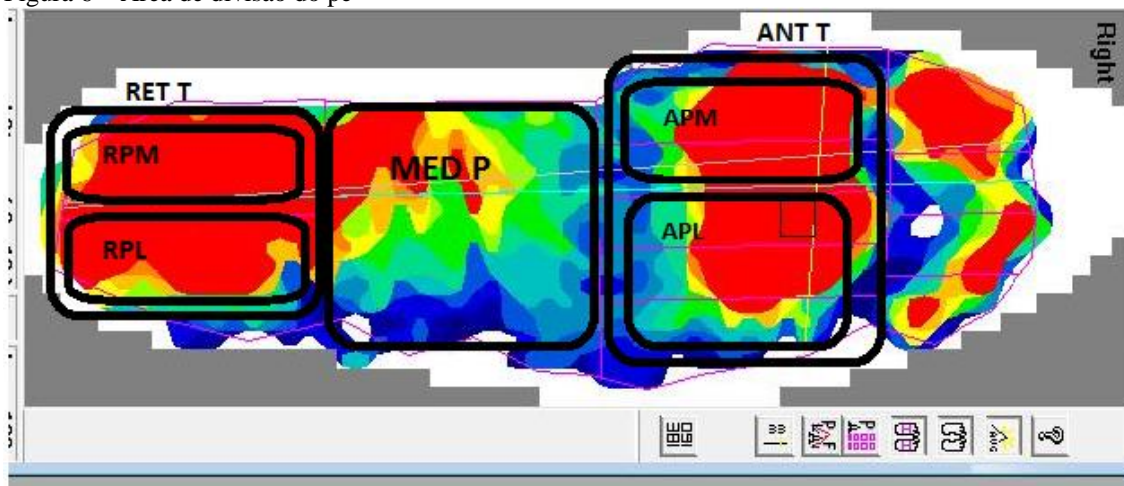 Figura 6 - Área de divisão do pé
Right
ANT T
RET T
RPM
APM
MED P
RPL
APL